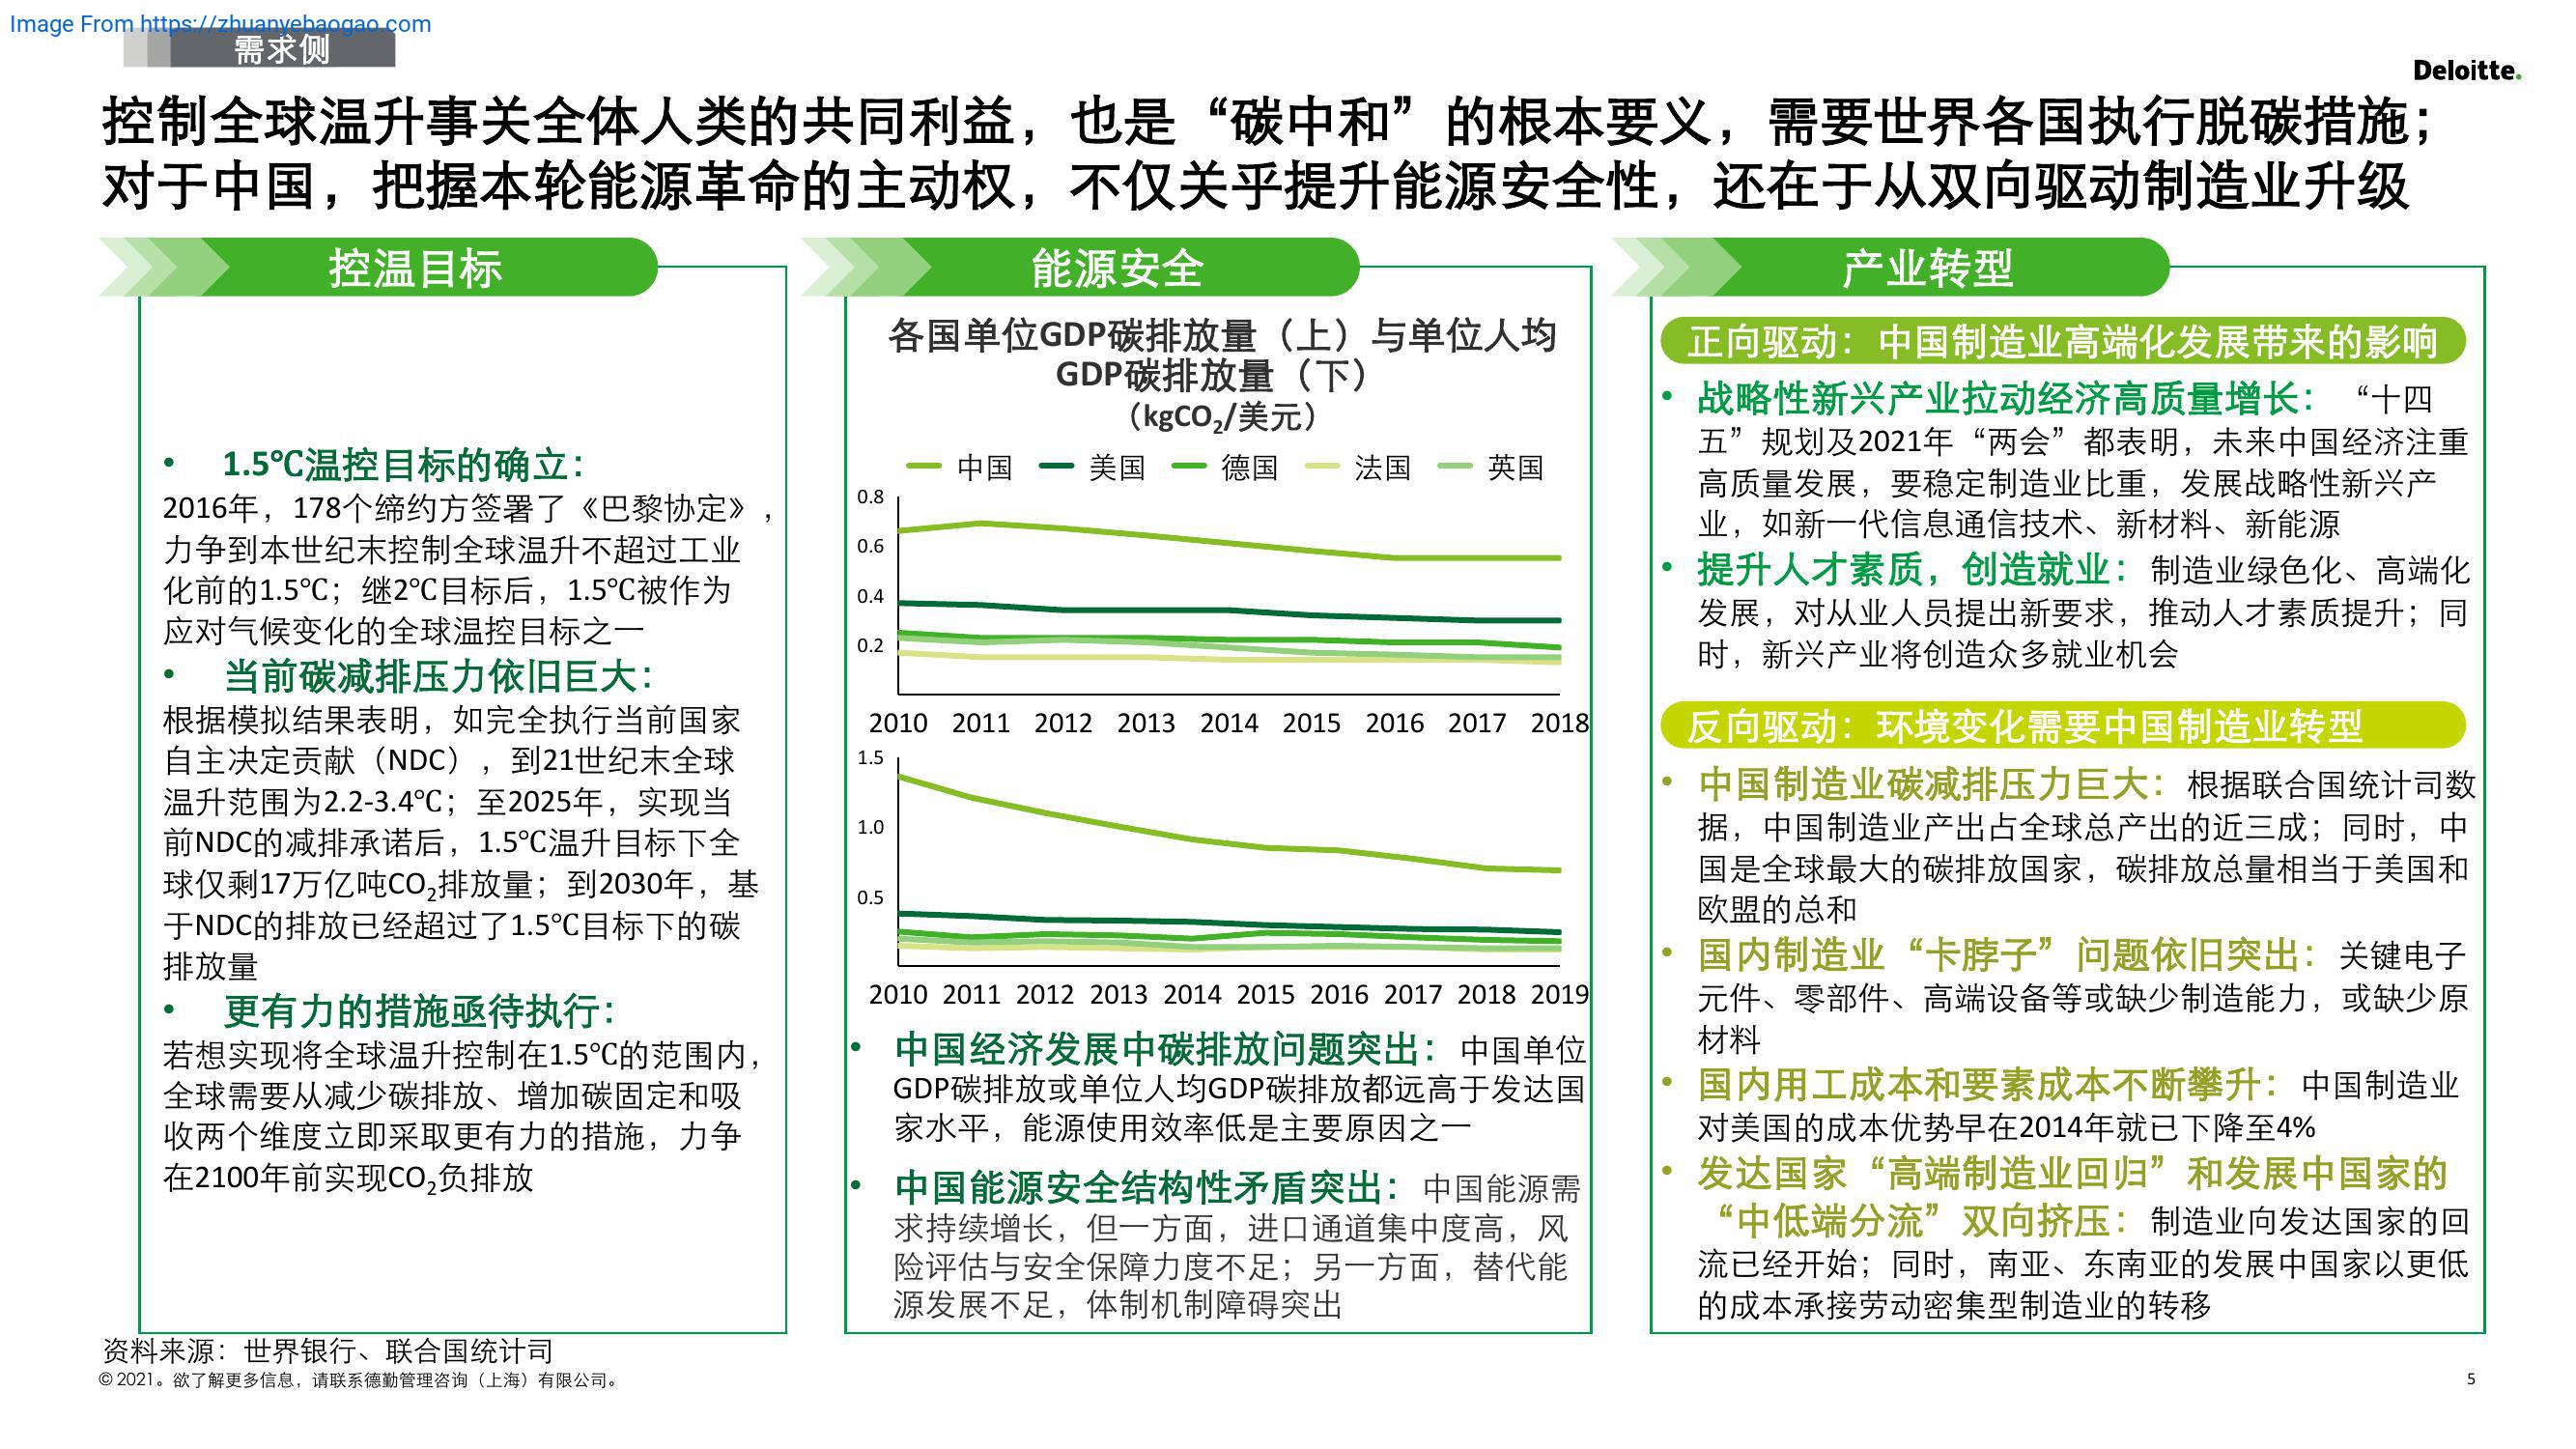 Image From https://zhuanyebaogao.com
需求侧
Deloitte.
控制全球温升事关全体人类的共同利益，也是“碳中和”的根本要义，需要世界各国执行脱碳措施；
对于中国，把握本轮能源革命的主动权，不仅关乎提升能源安全性，还在于从双向驱动制造业升级
控温目标
• 1.5℃温控目标的确立：
2016年，178个缔约方签署了《巴黎协定》，
力争到本世纪末控制全球温升不超过工业
化前的1.5℃；继2℃目标后，1.5℃被作为
应对气候变化的全球温控目标之一
• 当前碳减排压力依旧巨大：
根据模拟结果表明，如完全执行当前国家
自主决定贡献（NDC），到21世纪末全球
温升范围为2.2-3.4℃；至2025年，实现当
前NDC的减排承诺后，1.5℃温升目标下全
球仅剩17万亿吨CO₂排放量；到2030年，基
于NDC的排放已经超过了1.5℃目标下的碳
排放量
• 更有力的措施亟待执行：
若想实现将全球温升控制在1.5℃的范围内，
全球需要从减少碳排放、增加碳固定和吸
收两个维度立即采取更有力的措施，力争
在2100年前实现CO₂负排放
能源安全
各国单位GDP碳排放量（上）与单位人均
GDP碳排放量（下）
（kgCO₂/美元）
中国 美国 德国 法国 英国
0.8
0.6
0.4
0.2
2010 2011 2012 2013 2014 2015 2016 2017 2018
1.5
1.0
0.5
2010 2011 2012 2013 2014 2015 2016 2017 2018 2019
• 中国经济发展中碳排放问题突出：中国单位
GDP碳排放或单位人均GDP碳排放都远高于发达国
家水平，能源使用效率低是主要原因之一
• 中国能源安全结构性矛盾突出：中国能源需
求持续增长，但一方面，进口通道集中度高，风
险评估与安全保障力度不足；另一方面，替代能
源发展不足，体制机制障碍突出
产业转型
正向驱动：中国制造业高端化发展带来的影响
• 战略性新兴产业拉动经济高质量增长：“十四
五”规划及2021年“两会”都表明，未来中国经济注重
高质量发展，要稳定制造业比重，发展战略性新兴产
业，如新一代信息通信技术、新材料、新能源
• 提升人才素质，创造就业：制造业绿色化、高端化
发展，对从业人员提出新要求，推动人才素质提升；同
时，新兴产业将创造众多就业机会
反向驱动：环境变化需要中国制造业转型
• 中国制造业碳减排压力巨大：根据联合国统计司数
据，中国制造业产出占全球总产出的近三成；同时，中
国是全球最大的碳排放国家，碳排放总量相当于美国和
欧盟的总和
• 国内制造业“卡脖子”问题依旧突出：关键电子
元件、零部件、高端设备等或缺少制造能力，或缺少原
材料
• 国内用工成本和要素成本不断攀升：中国制造业
对美国的成本优势早在2014年就已下降至4%
• 发达国家“高端制造业回归”和发展中国家的
“中低端分流”双向挤压：制造业向发达国家的回
流已经开始；同时，南亚、东南亚的发展中国家以更低
的成本承接劳动密集型制造业的转移
资料来源：世界银行、联合国统计司
© 2021。欲了解更多信息，请联系德勤管理咨询（上海）有限公司。
5